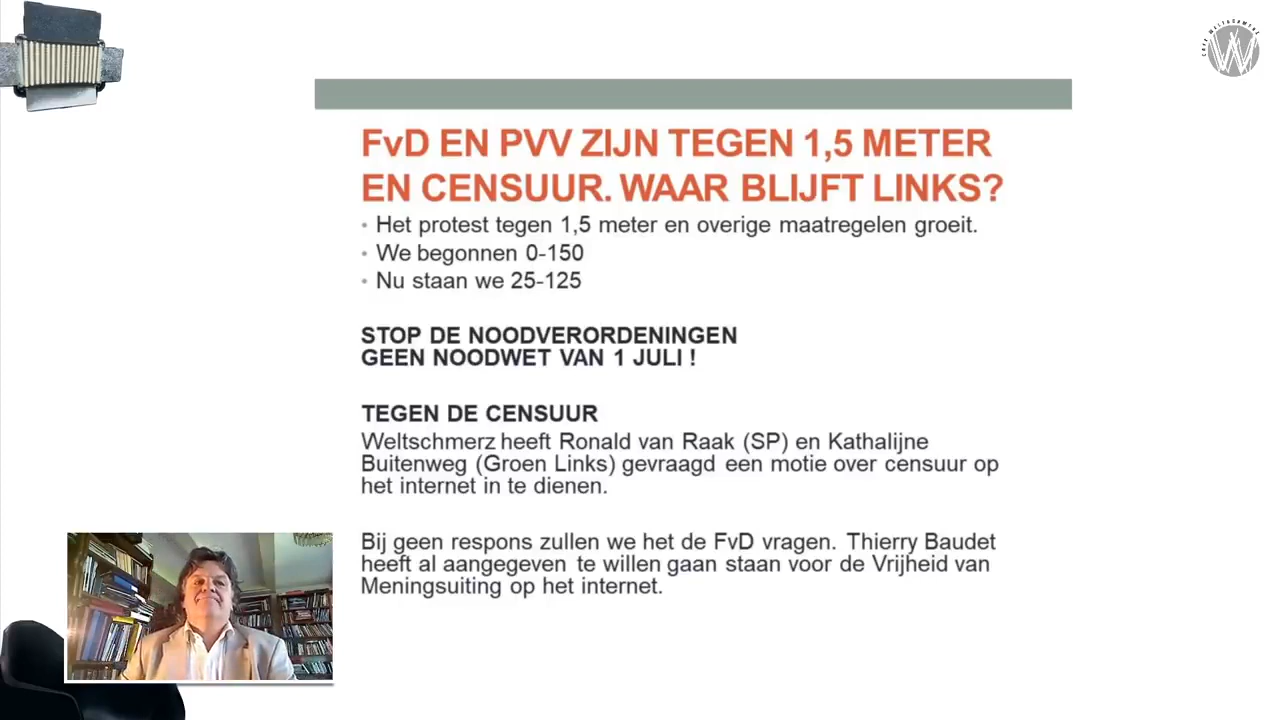 CAFÉ WELTSCHMERZ
FvD EN PVV ZIJN TEGEN 1,5 METER
EN CENSUUR. WAAR BLIJFT LINKS?
• Het protest tegen 1,5 meter en overige maatregelen groeit.
• We begonnen 0-150
• Nu staan we 25-125
STOP DE NOODVERORDENINGEN
GEEN NOODWET VAN 1 JULI !
TEGEN DE CENSUUR
Weltschmerz heeft Ronald van Raak (SP) en Kathalijne
Buitenweg (Groen Links) gevraagd een motie over censuur op
het internet in te dienen.
Bij geen respons zullen we het de FvD vragen. Thierry Baudet
heeft al aangegeven te willen gaan staan voor de Vrijheid van
Meningsuiting op het internet.